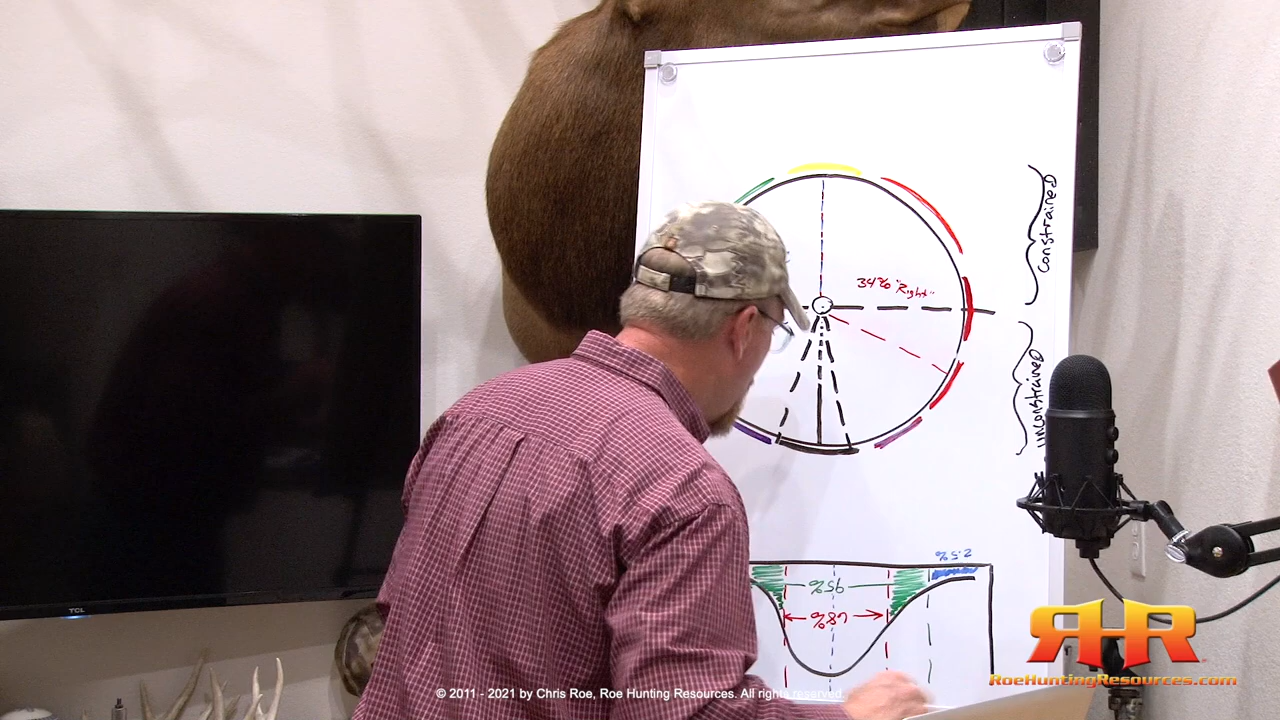 constrained
34% "Right"
unconstrained
2.5%
95%
68%
TCL
RHR
© 2011 - 2021 by Chris Roe, Roe Hunting Resources. All rights reserved.
RoeHuntingResources.com